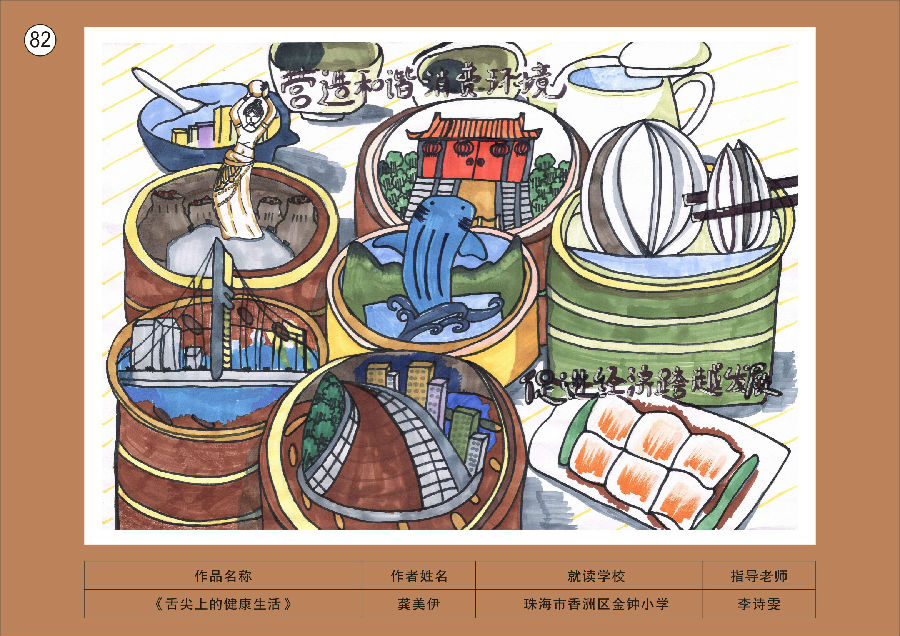 82
营造和谐消费环境
促进经济跨越发展
作品名称 作者姓名 就读学校 指导老师
《舌尖上的健康生活》 龚美伊 珠海市香洲区金钟小学 李诗雯